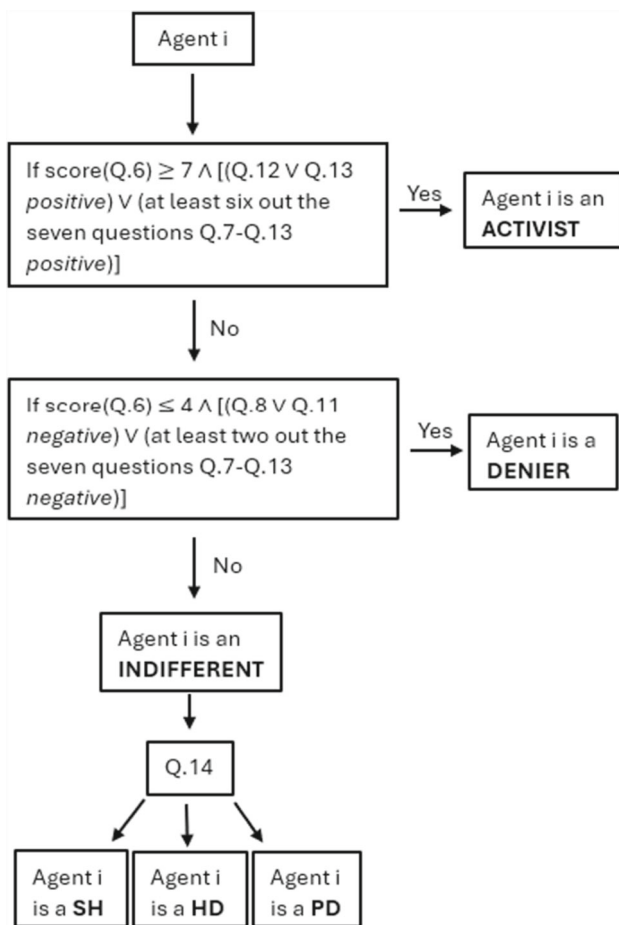 Agent i
If score(Q.6) ≥ 7 ∧ [(Q.12 ∨ Q.13
positive) ∨ (at least six out the
seven questions Q.7-Q.13
positive)]
Yes
Agent i is an
ACTIVIST
No
If score(Q.6) ≤ 4 ∧ [(Q.8 ∨ Q.11
negative) ∨ (at least two out the
seven questions Q.7-Q.13
negative)]
Yes
Agent i is a
DENIER
No
Agent i is an
INDIFFERENT
Q.14
Agent i
is a SH
Agent i
is a HD
Agent i
is a PD